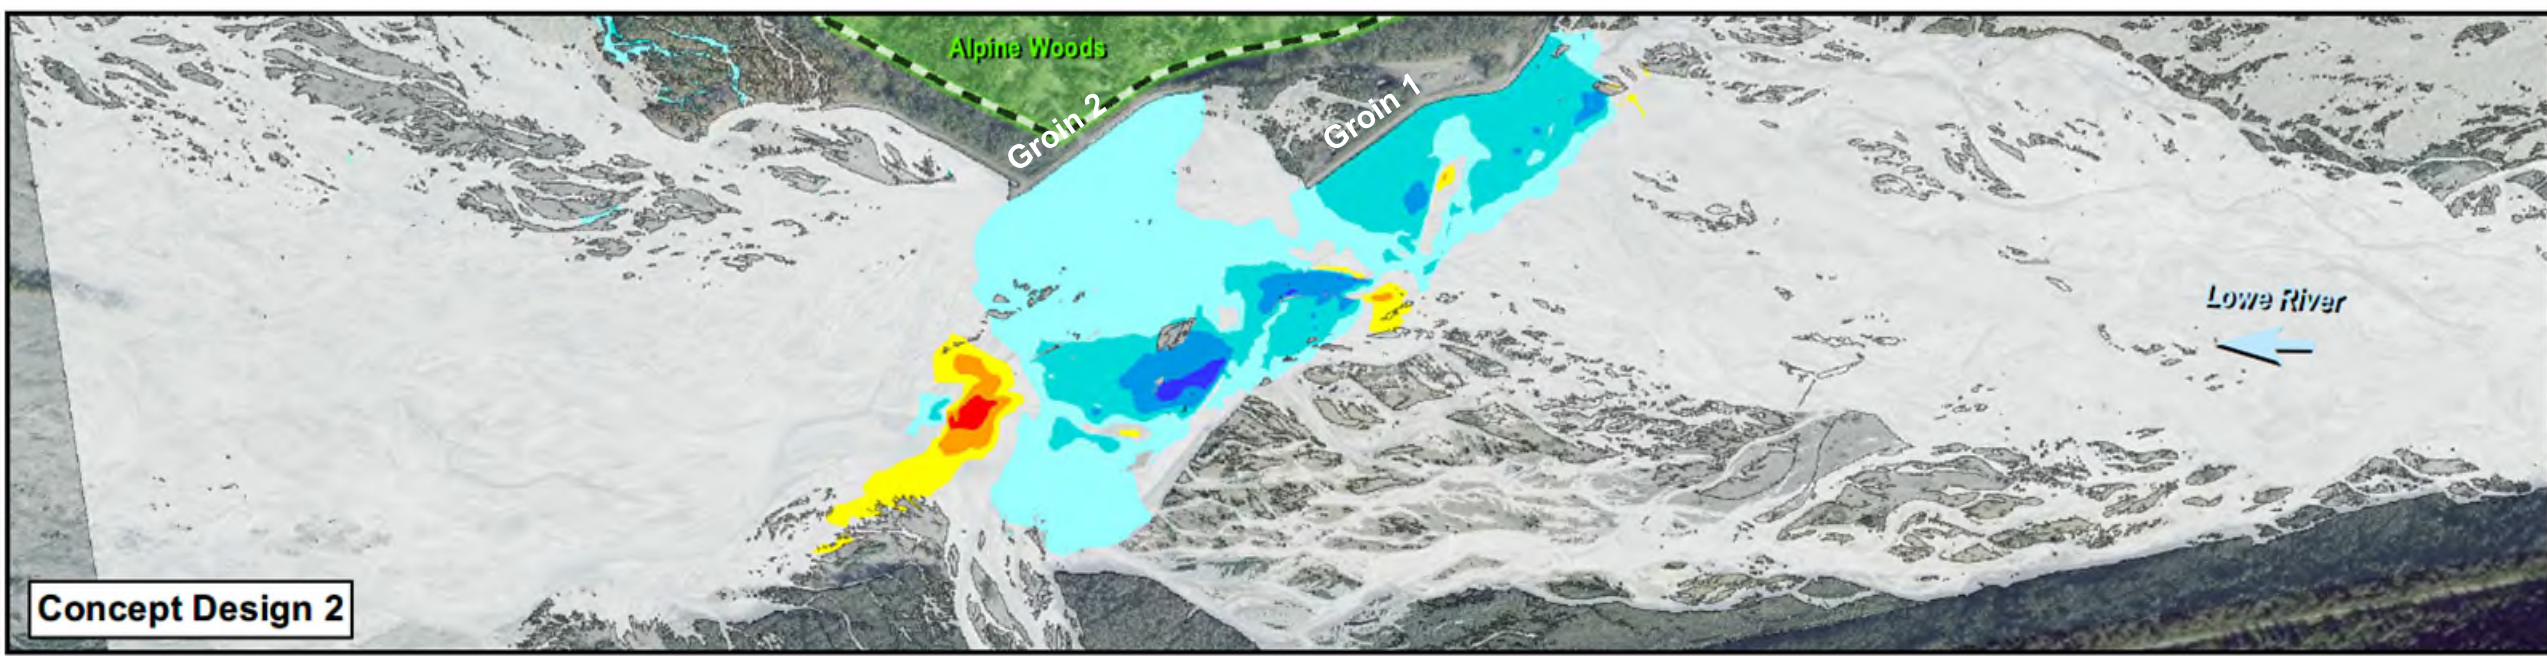 Alpine Woods
Groin 2
Groin 1
Lowe River
Concept Design 2